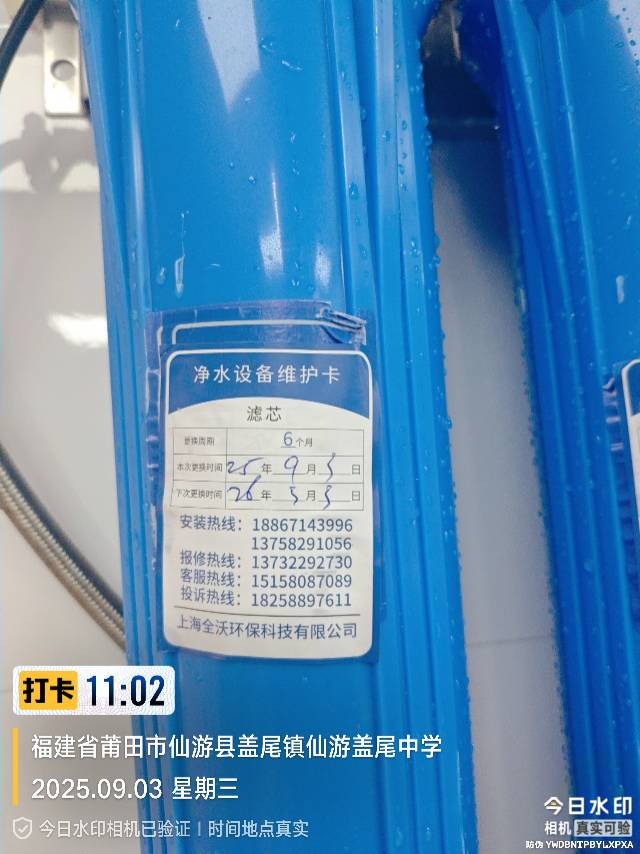 净水设备维护卡
滤芯
更换周期 6个月
本次更换时间 25年9月3日
下次更换时间 26年3月3日
安装热线：18867143996
13758291056
报修热线：13732292730
客服热线：15158087089
投诉热线：18258897611
上海全沃环保科技有限公司
打卡 11:02
福建省莆田市仙游县盖尾镇仙游盖尾中学
2025.09.03 星期三
今日水印相机已验证 | 时间地点真实
今日水印
相机 真实可验
防伪 YWDBNTPBYLXPXA